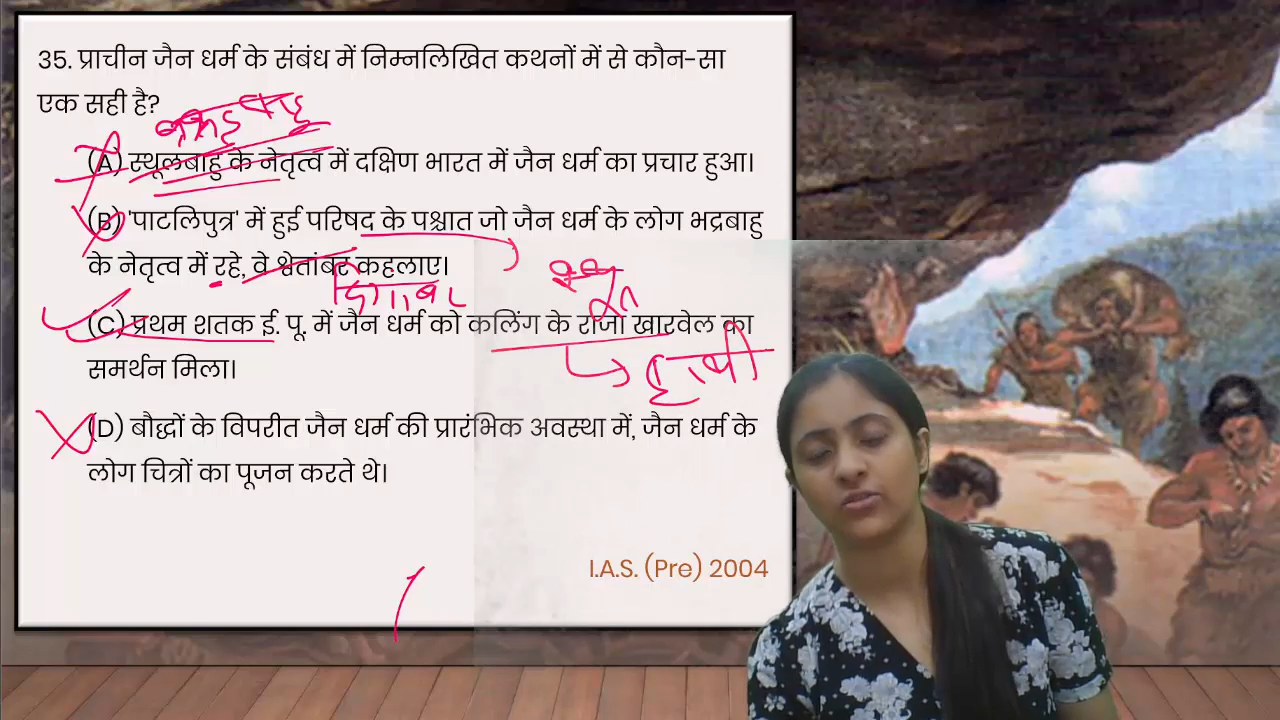 35. प्राचीन जैन धर्म के संबंध में निम्नलिखित कथनों में से कौन-सा
एक सही है?
(A) स्थूलबाहु के नेतृत्व में दक्षिण भारत में जैन धर्म का प्रचार हुआ।
(B) 'पाटलिपुत्र' में हुई परिषद के पश्चात जो जैन धर्म के लोग भद्रबाहु
के नेतृत्व में रहे, वे श्वेतांबर कहलाए।
दिगांबर
(C) प्रथम शतक ई. पू. में जैन धर्म को कलिंग के राजा खारवेल का
समर्थन मिला।
हाथी
(D) बौद्धों के विपरीत जैन धर्म की प्रारंभिक अवस्था में, जैन धर्म के
लोग चित्रों का पूजन करते थे।
I.A.S. (Pre) 2004